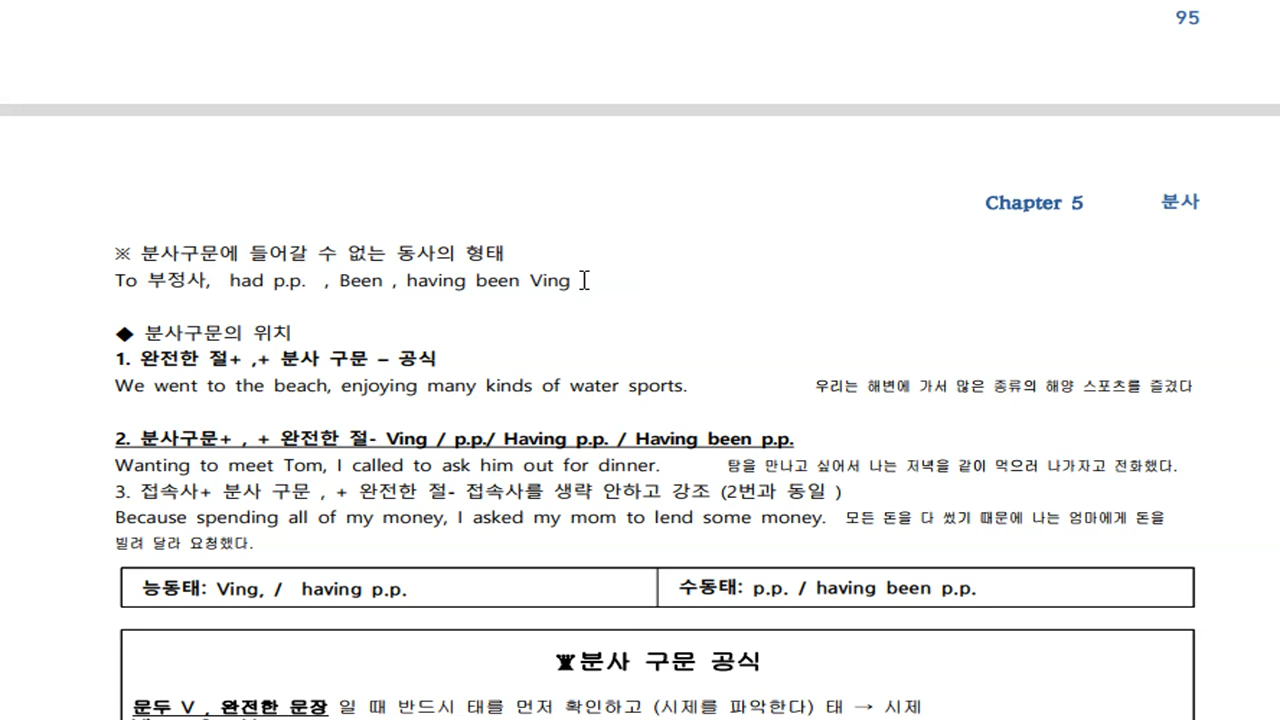 95
Chapter 5 분사
※ 분사구문에 들어갈 수 없는 동사의 형태
To 부정사, had p.p. , Been , having been Ving
◆ 분사구문의 위치
1. 완전한 절+ ,+ 분사 구문 – 공식
We went to the beach, enjoying many kinds of water sports. 우리는 해변에 가서 많은 종류의 해양 스포츠를 즐겼다
2. 분사구문+ , + 완전한 절- Ving / p.p./ Having p.p. / Having been p.p.
Wanting to meet Tom, I called to ask him out for dinner. 탐을 만나고 싶어서 나는 저녁을 같이 먹으러 나가자고 전화했다.
3. 접속사+ 분사 구문 , + 완전한 절- 접속사를 생략 안하고 강조 (2번과 동일 )
Because spending all of my money, I asked my mom to lend some money. 모든 돈을 다 썼기 때문에 나는 엄마에게 돈을
빌려 달라 요청했다.
능동태: Ving, / having p.p. 수동태: p.p. / having been p.p.
♜분사 구문 공식
문두 V , 완전한 문장 일 때 반드시 태를 먼저 확인하고 (시제를 파악한다) 태 → 시제